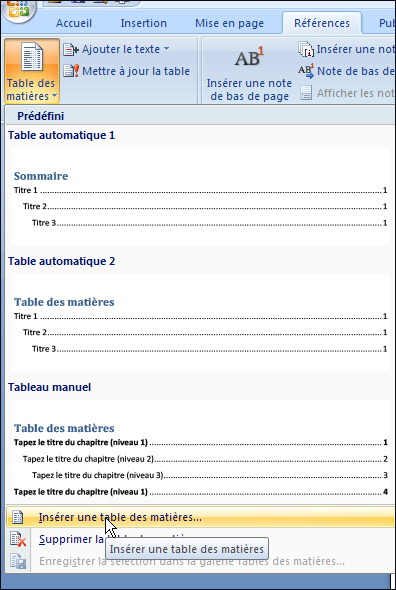 Accueil Insertion Mise en page Références Pu
Table des matières
Ajouter le texte
Mettre à jour la table
AB1
Insérer une note de bas de page
Insérer une not
Note de bas de
Afficher les not
Prédéfini
Table automatique 1
Sommaire
Titre 1 1
Titre 2 1
Titre 3 1
Table automatique 2
Table des matières
Titre 1 1
Titre 2 1
Titre 3 1
Tableau manuel
Table des matières
Tapez le titre du chapitre (niveau 1) 1
Tapez le titre du chapitre (niveau 2) 2
Tapez le titre du chapitre (niveau 3) 3
Tapez le titre du chapitre (niveau 1) 4
Insérer une table des matières...
Supprimer la
Insérer une table des matières
Enregistrer la sélection dans la galerie Tables des matières...